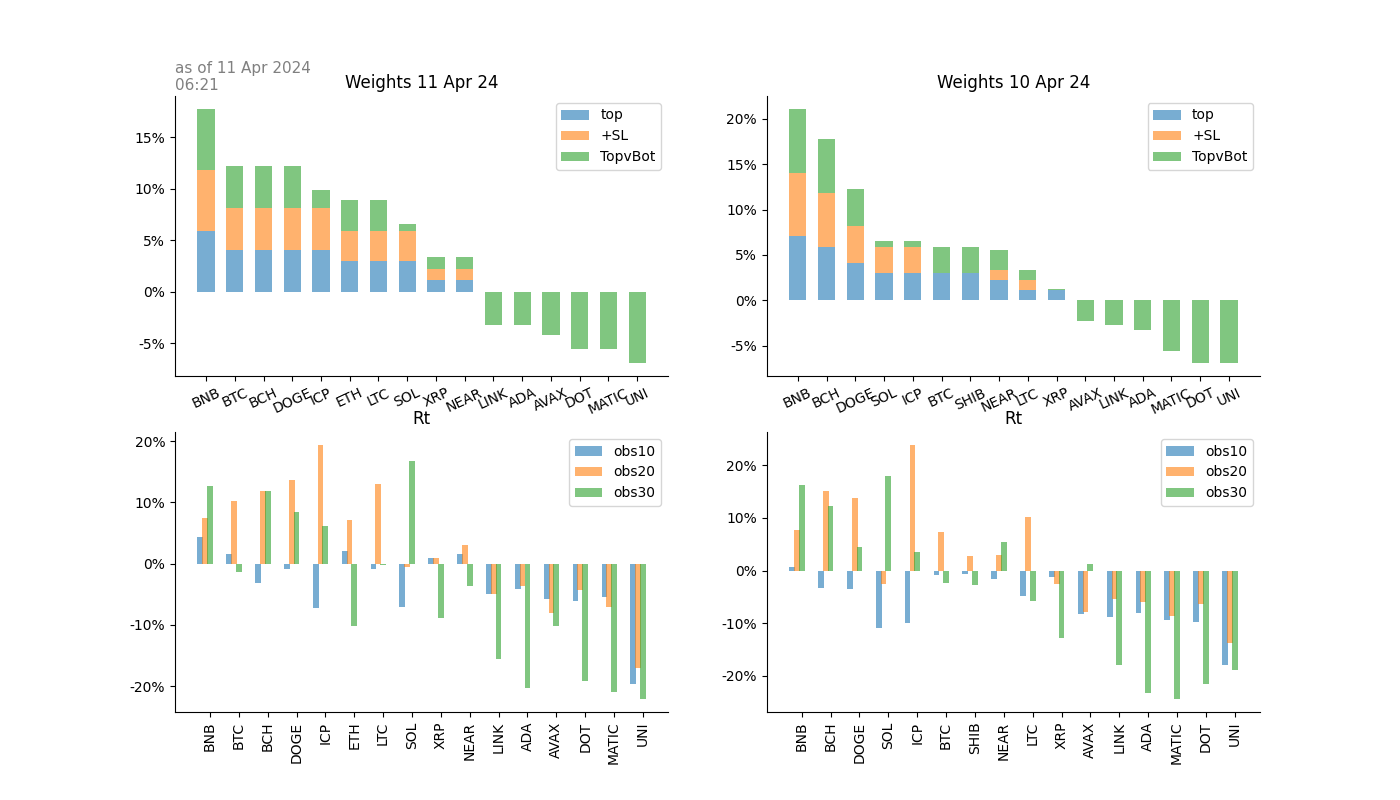 as of 11 Apr 2024
06:21
Weights 11 Apr 24
15%
10%
5%
0%
-5%
top
+SL
TopvBot
BNB BTC BCH DOGE ICP ETH LTC SOL XRP NEAR LINK ADA AVAX DOT MATIC UNI
Weights 10 Apr 24
20%
15%
10%
5%
0%
-5%
top
+SL
TopvBot
BNB BCH DOGE SOL ICP BTC SHIB NEAR LTC XRP AVAX LINK ADA MATIC DOT UNI
Rt
20%
10%
0%
-10%
-20%
obs10
obs20
obs30
BNB BTC BCH DOGE ICP ETH LTC SOL XRP NEAR LINK ADA AVAX DOT MATIC UNI
Rt
20%
10%
0%
-10%
-20%
obs10
obs20
obs30
BNB BCH DOGE SOL ICP BTC SHIB NEAR LTC XRP AVAX LINK ADA MATIC DOT UNI